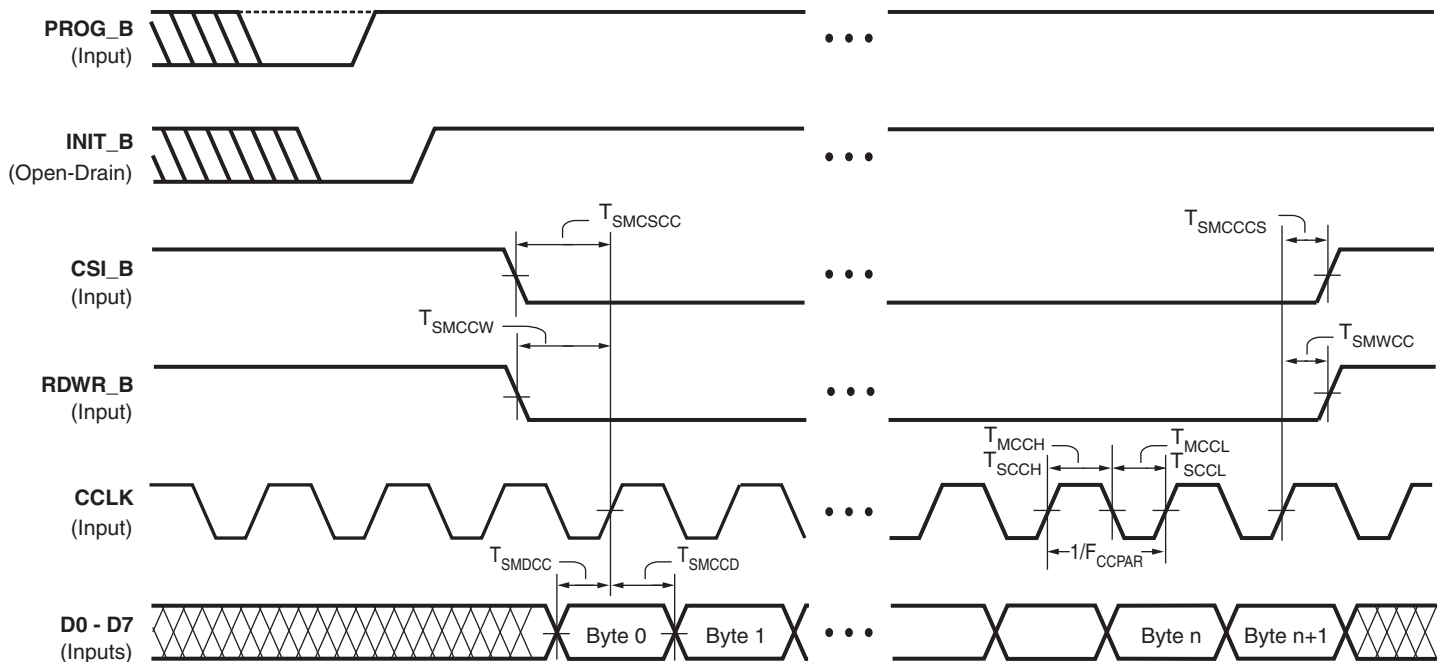 PROG_B
(Input)
INIT_B
(Open-Drain)
T_SMCSCC
T_SMCCCS
CSI_B
(Input)
T_SMCCW
T_SMWCC
RDWR_B
(Input)
T_MCCH
T_SCCH
T_MCCL
T_SCCL
CCLK
(Input)
T_SMDCC
T_SMCCD
1/F_CCPAR
D0 - D7
(Inputs)
Byte 0
Byte 1
Byte n
Byte n+1